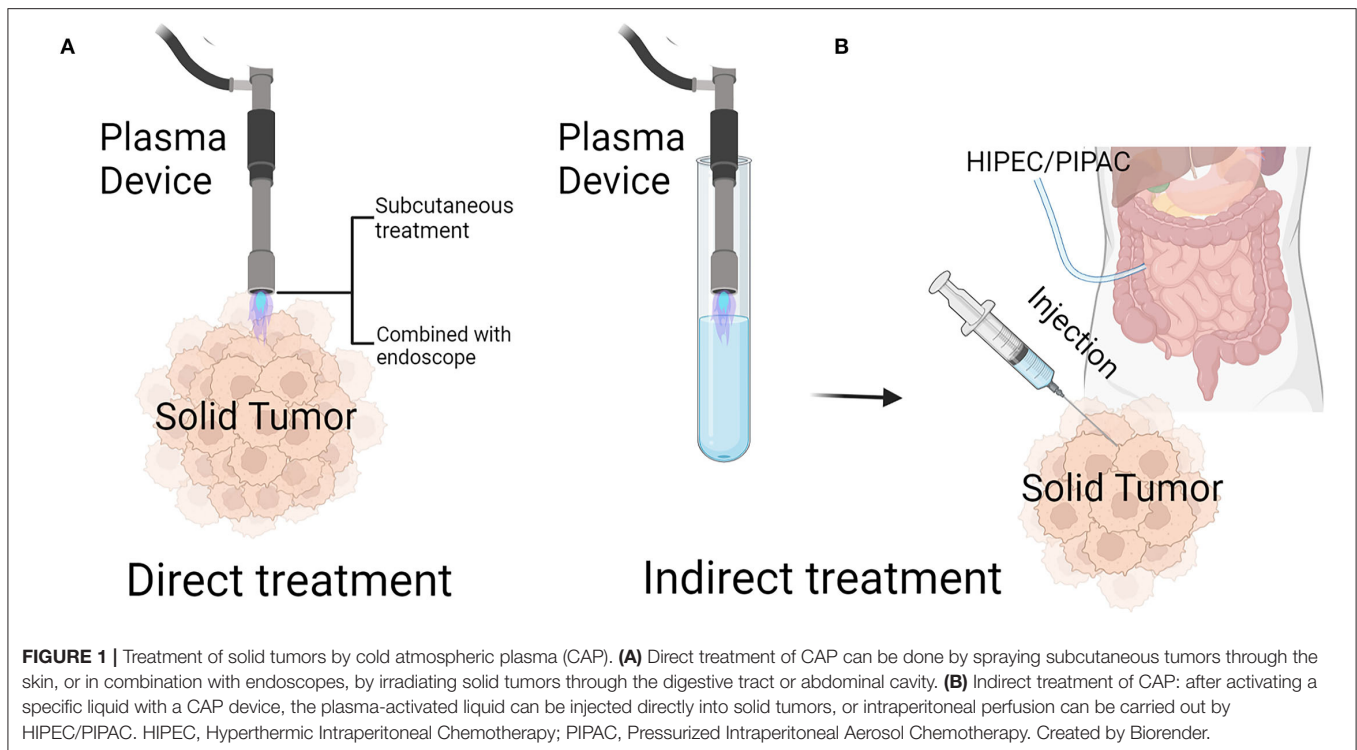 A
Plasma
Device
Subcutaneous
treatment
Combined with
endoscope
Solid Tumor
Direct treatment
Plasma
Device
B
HIPEC/PIPAC
Injection
Solid Tumor
Indirect treatment
FIGURE 1 | Treatment of solid tumors by cold atmospheric plasma (CAP). (A) Direct treatment of CAP can be done by spraying subcutaneous tumors through the
skin, or in combination with endoscopes, by irradiating solid tumors through the digestive tract or abdominal cavity. (B) Indirect treatment of CAP: after activating a
specific liquid with a CAP device, the plasma-activated liquid can be injected directly into solid tumors, or intraperitoneal perfusion can be carried out by
HIPEC/PIPAC. HIPEC, Hyperthermic Intraperitoneal Chemotherapy; PIPAC, Pressurized Intraperitoneal Aerosol Chemotherapy. Created by Biorender.